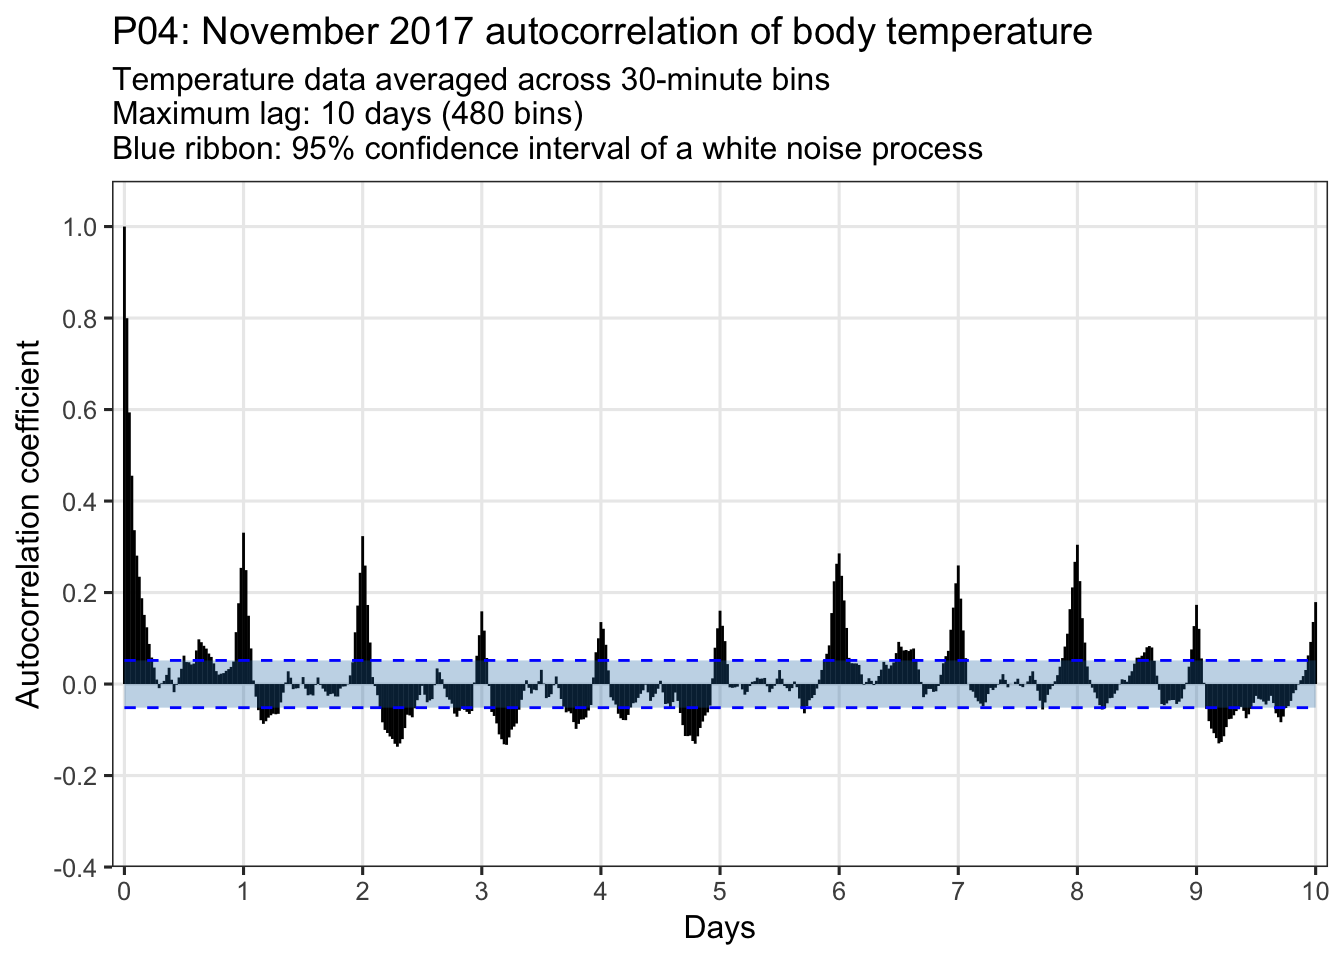 P04: November 2017 autocorrelation of body temperature
Temperature data averaged across 30-minute bins
Maximum lag: 10 days (480 bins)
Blue ribbon: 95% confidence interval of a white noise process
Autocorrelation coefficient
1.0
0.8
0.6
0.4
0.2
0.0
-0.2
-0.4
0 1 2 3 4 5 6 7 8 9 10
Days